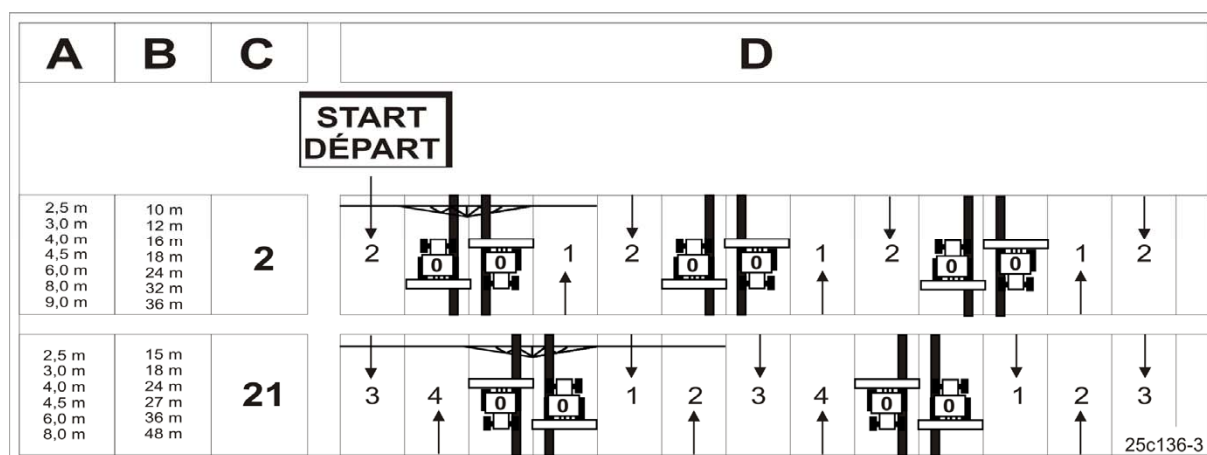 A B C D
START
DÉPART
2,5 m 10 m
3,0 m 12 m
4,0 m 16 m
4,5 m 18 m
6,0 m 24 m
8,0 m 32 m
9,0 m 36 m
2
2 0 0 1 2 0 0 1 2 0 0 1 2
2,5 m 15 m
3,0 m 18 m
4,0 m 24 m
4,5 m 27 m
6,0 m 36 m
8,0 m 48 m
21
3 4 0 0 1 2 3 4 0 0 1 2 3
25c136-3